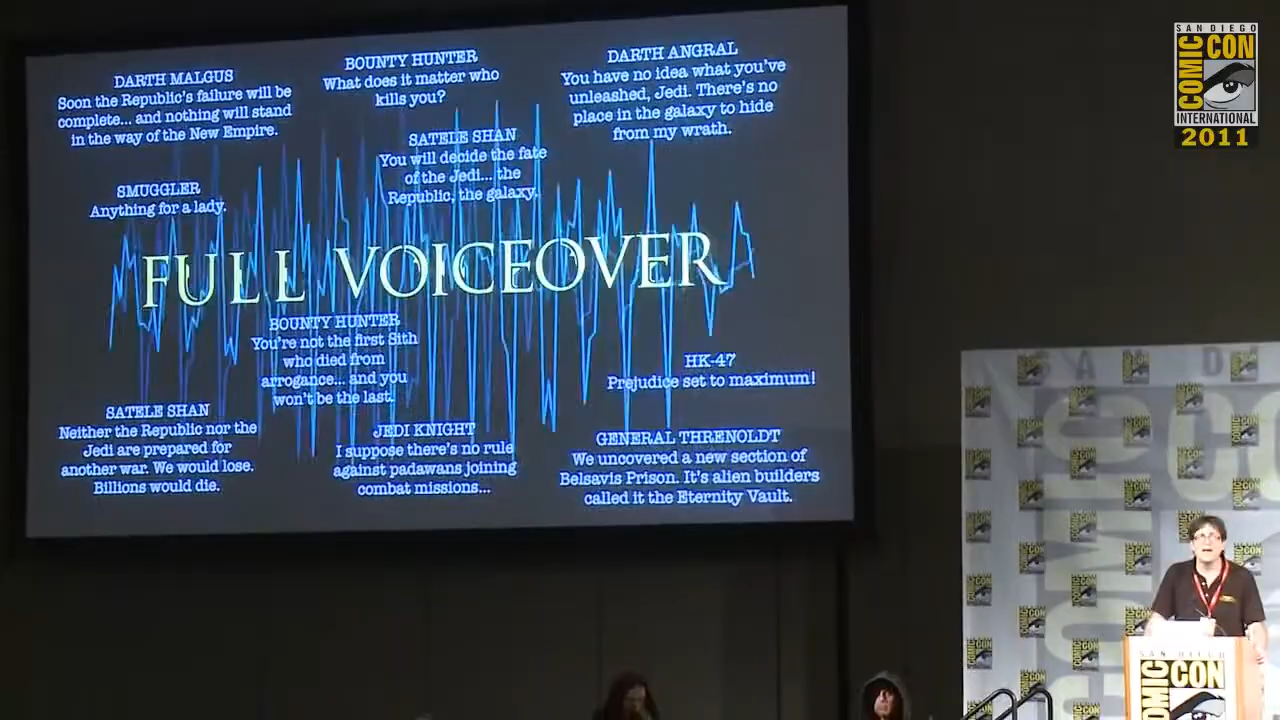 DARTH MALGUS
Soon the Republic's failure will be
complete... and nothing will stand
in the way of the New Empire.
BOUNTY HUNTER
What does it matter who
kills you?
DARTH ANGRAL
You have no idea what you've
unleashed, Jedi. There's no
place in the galaxy to hide
from my wrath.
SATELE SHAN
You will decide the fate
of the Jedi... the
Republic, the galaxy.
SMUGGLER
Anything for a lady.
FULL VOICEOVER
BOUNTY HUNTER
You're not the first Sith
who died from
arrogance... and you
won't be the last.
HK-47
Prejudice set to maximum!
SATELE SHAN
Neither the Republic nor the
Jedi are prepared for
another war. We would lose.
Billions would die.
JEDI KNIGHT
I suppose there's no rule
against padawans joining
combat missions...
GENERAL THRENOLDT
We uncovered a new section of
Belsavis Prison. It's alien builders
called it the Eternity Vault.
SAN DIEGO
COMIC
CON
INTERNATIONAL
2011
SAN DIEGO
COMIC
CON